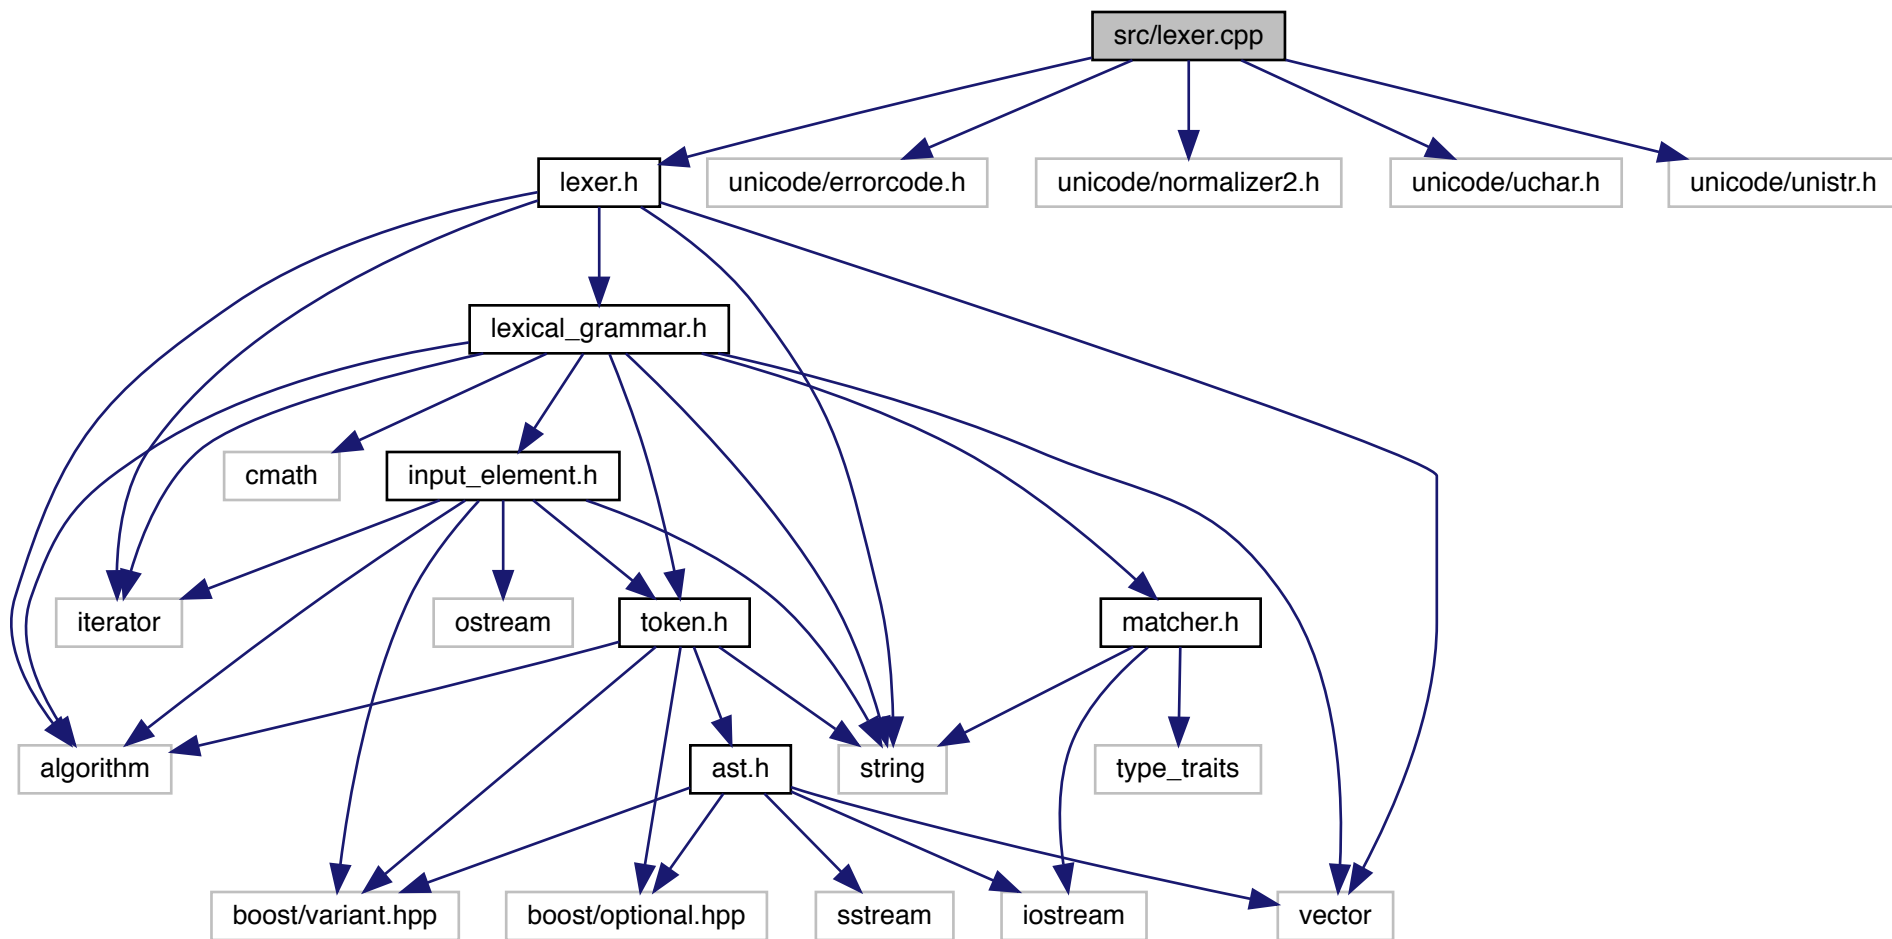 src/lexer.cpp
lexer.h
unicode/errorcode.h
unicode/normalizer2.h
unicode/uchar.h
unicode/unistr.h
lexical_grammar.h
cmath
input_element.h
iterator
ostream
token.h
matcher.h
algorithm
ast.h
string
type_traits
boost/variant.hpp
boost/optional.hpp
sstream
iostream
vector